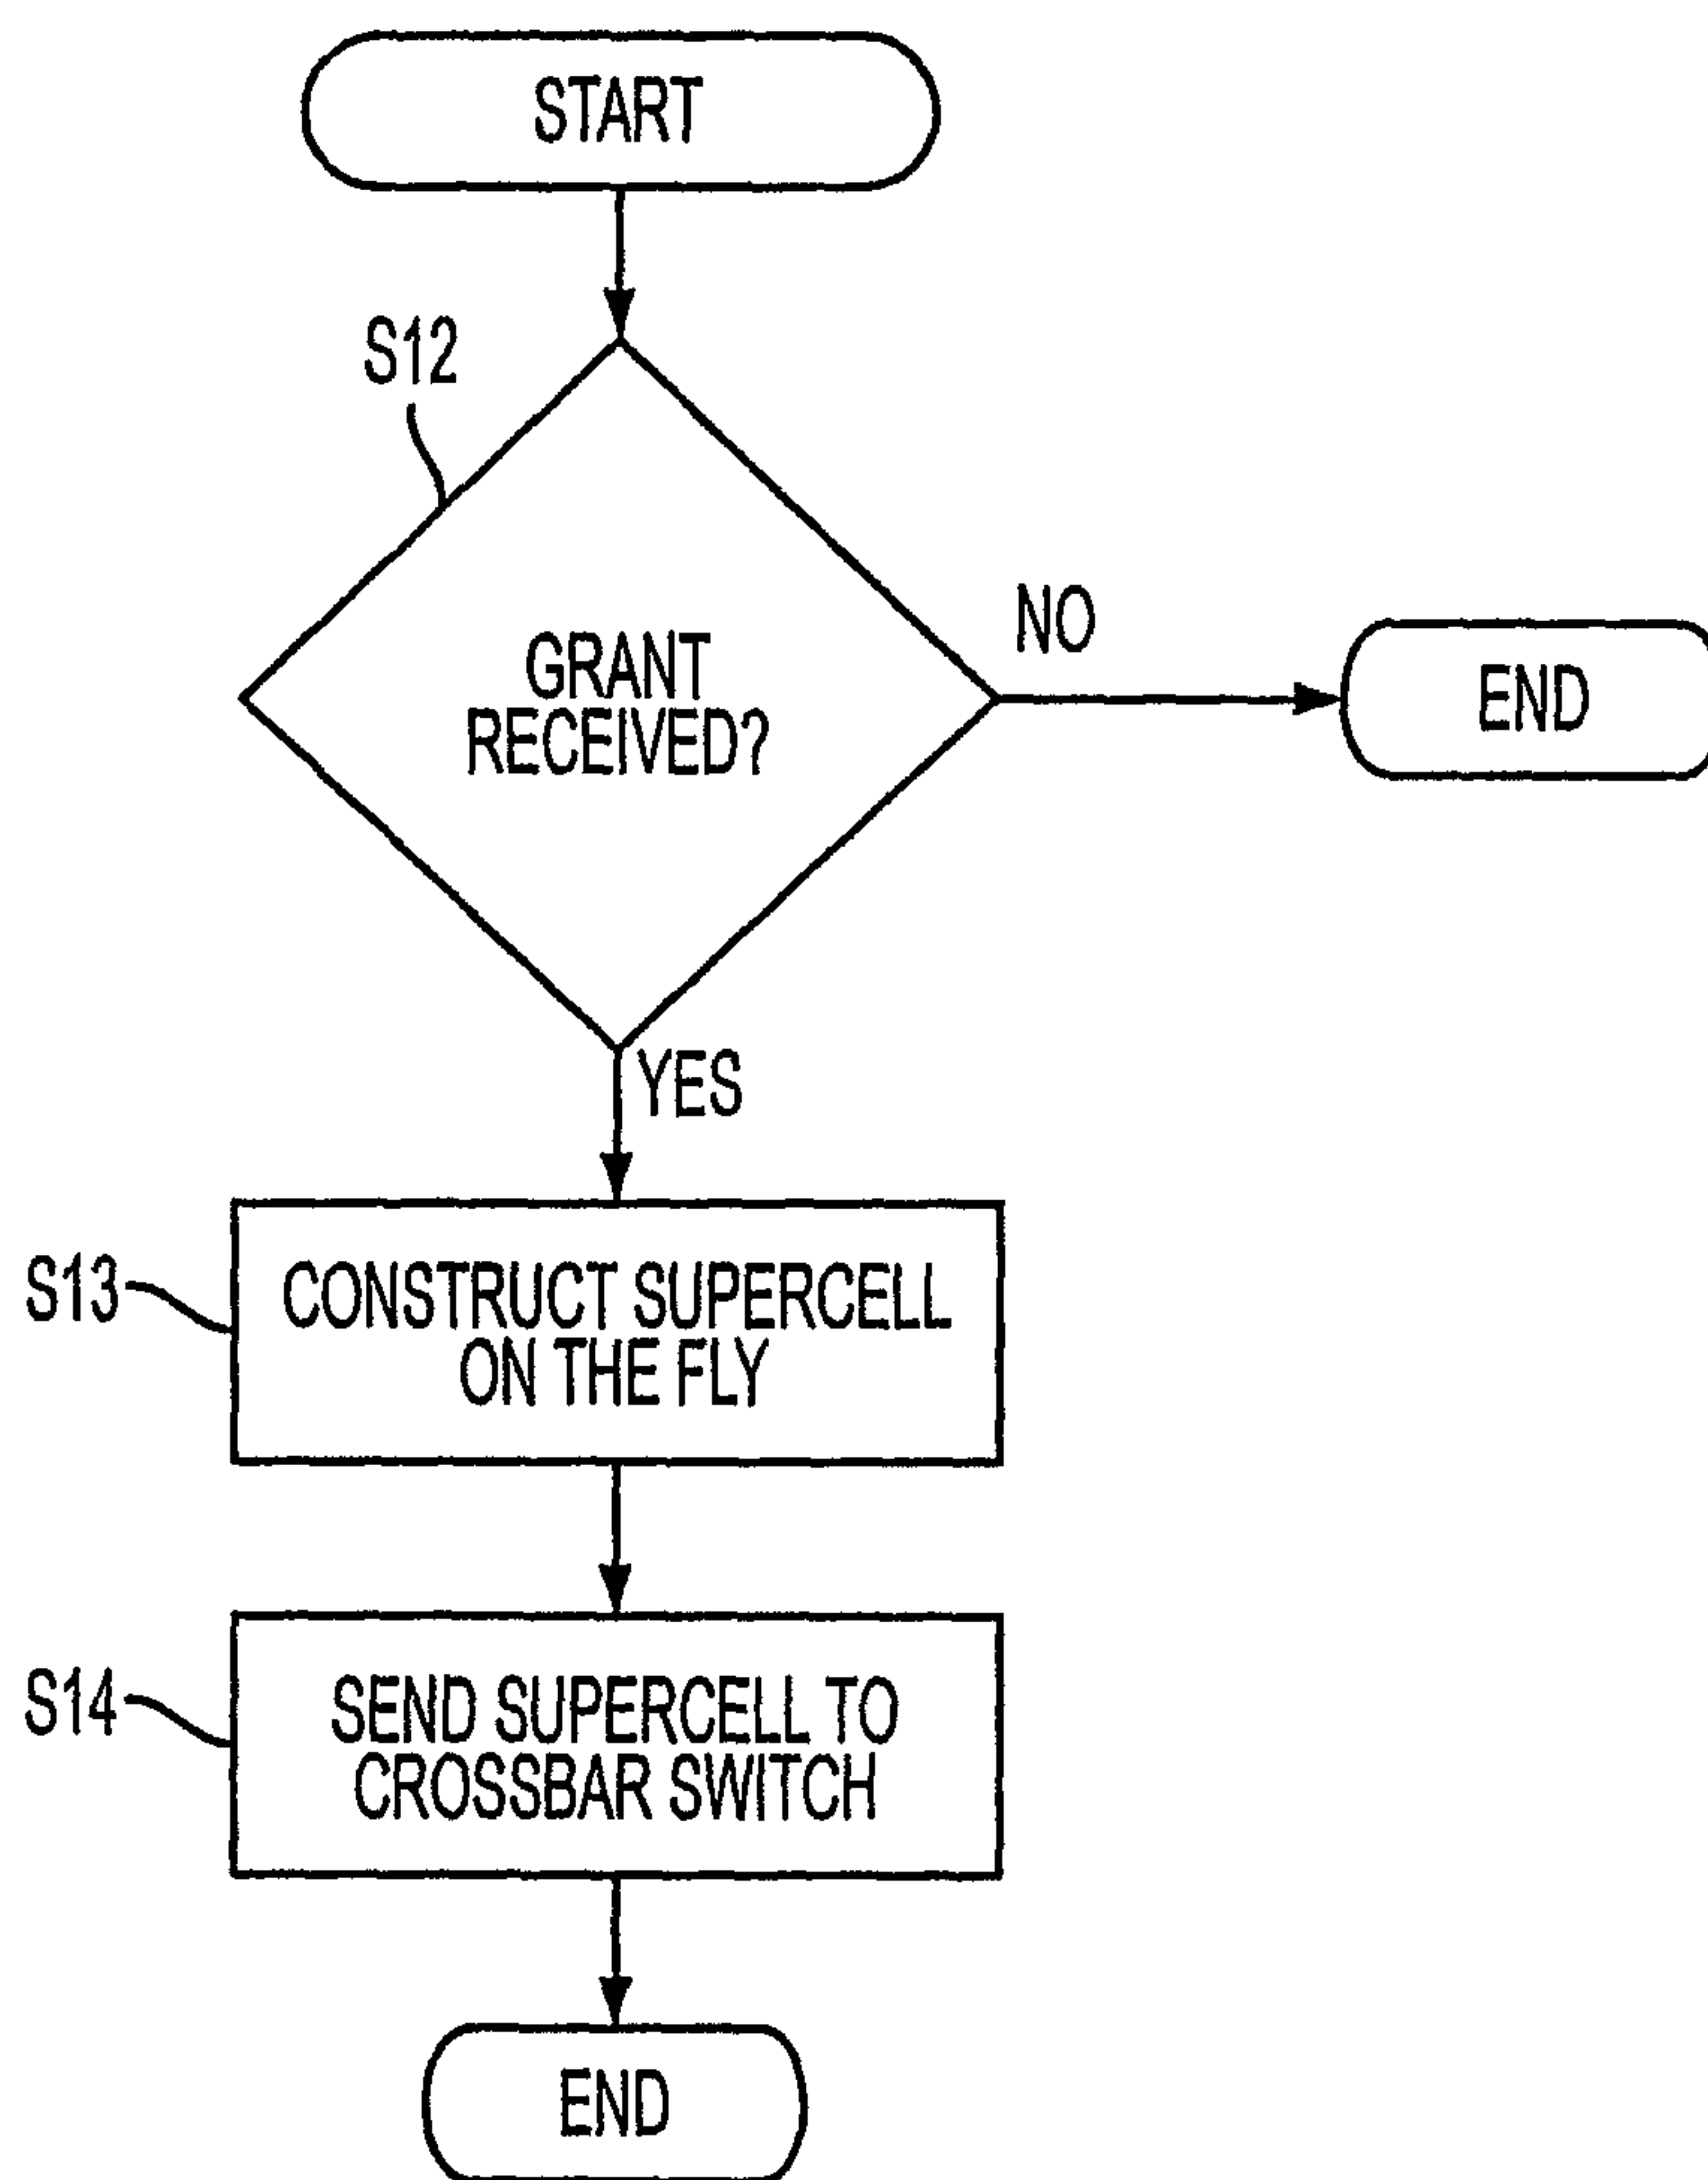 START
S12
GRANT
RECEIVED?
NO
END
YES
S13
CONSTRUCT SUPERCELL
ON THE FLY
S14
SEND SUPERCELL TO
CROSSBAR SWITCH
END